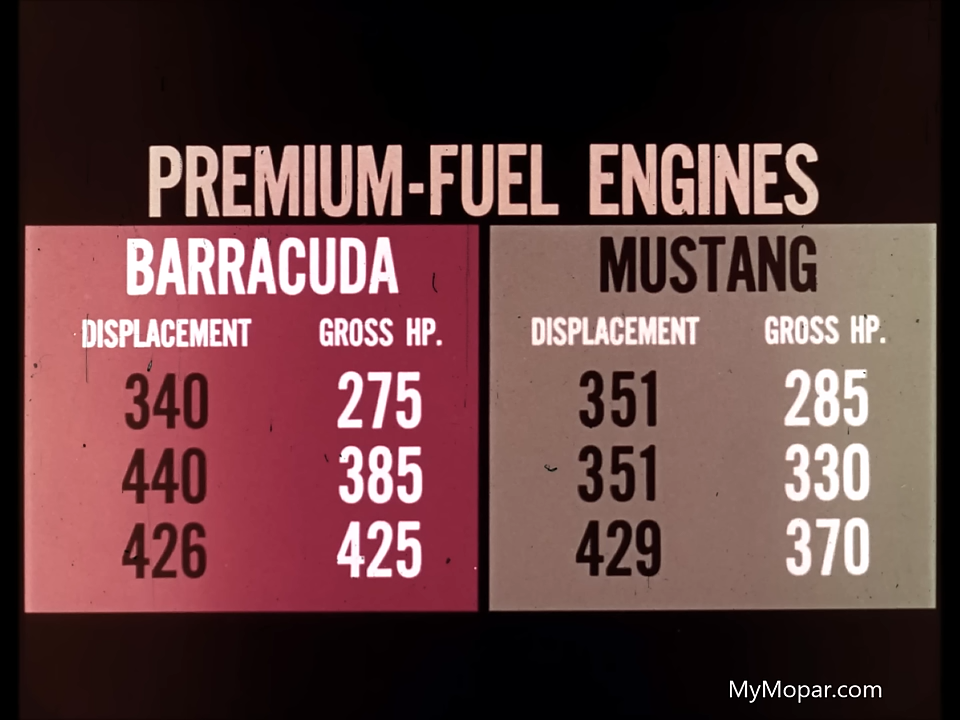 PREMIUM-FUEL ENGINES
BARRACUDA
DISPLACEMENT GROSS HP.
340 275
440 385
426 425
MUSTANG
DISPLACEMENT GROSS HP.
351 285
351 330
429 370
MyMopar.com